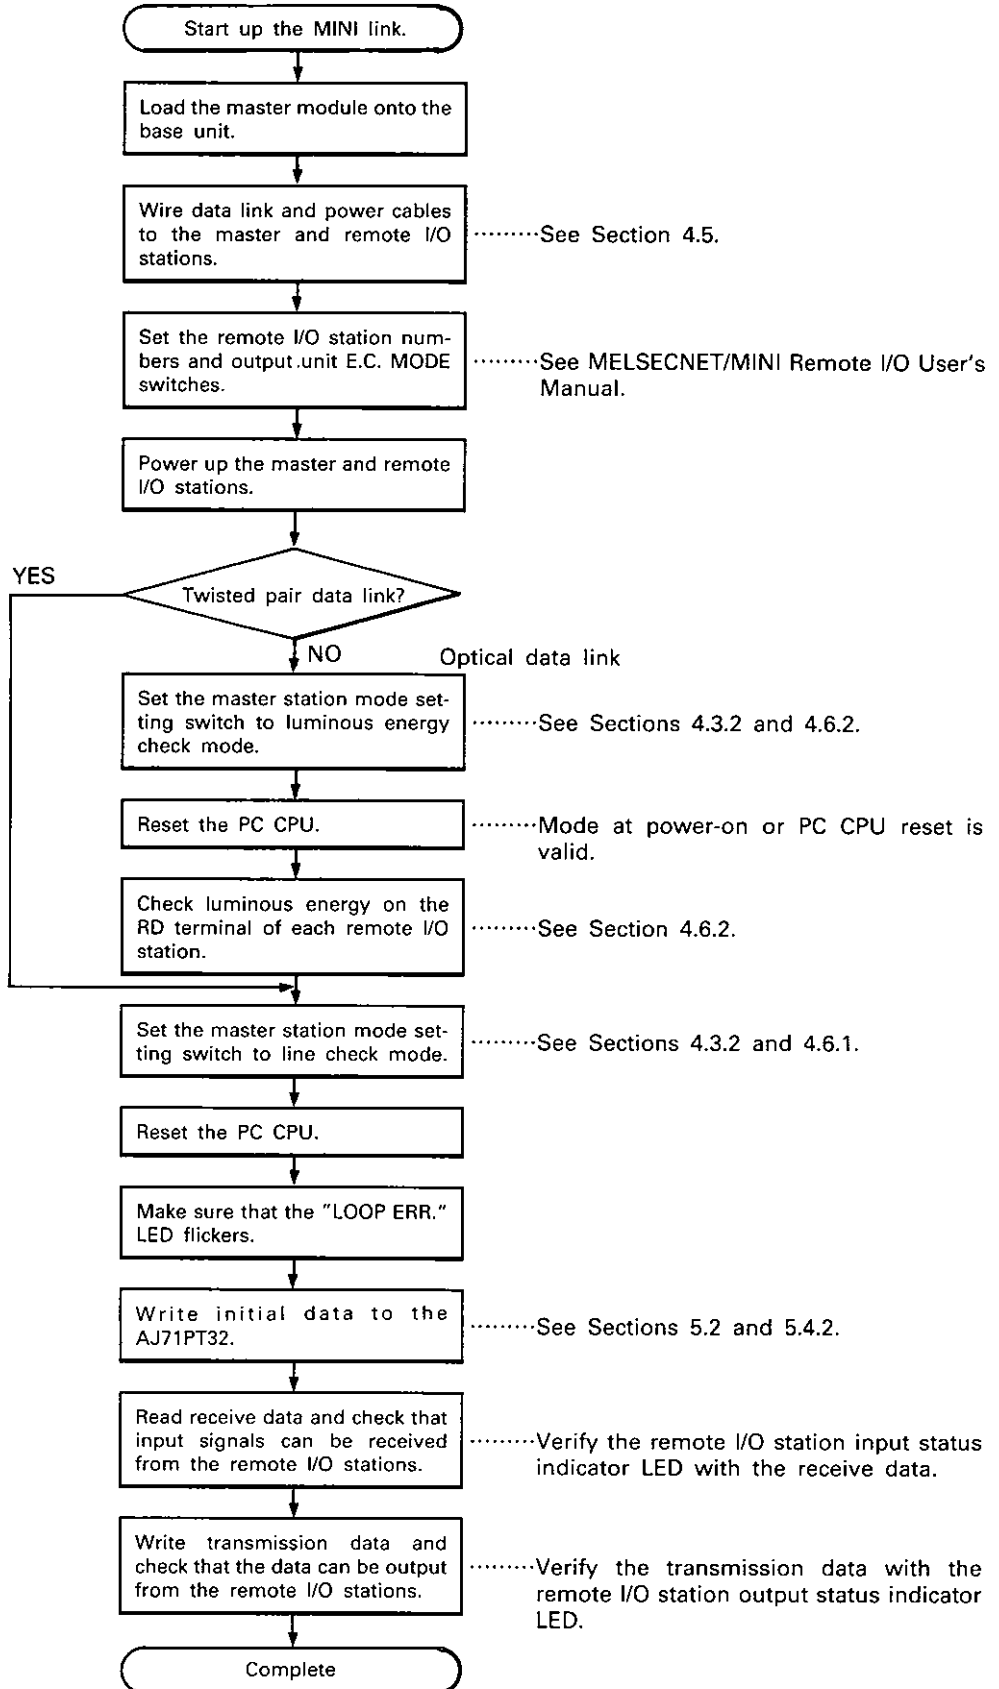 Start up the MINI link.
Load the master module onto the
base unit.
Wire data link and power cables
to the master and remote I/O
stations.
·········See Section 4.5.
Set the remote I/O station num-
bers and output unit E.C. MODE
switches.
·········See MELSECNET/MINI Remote I/O User's
Manual.
Power up the master and remote
I/O stations.
YES
Twisted pair data link?
NO
Optical data link
Set the master station mode set-
ting switch to luminous energy
check mode.
·········See Sections 4.3.2 and 4.6.2.
Reset the PC CPU.
·········Mode at power-on or PC CPU reset is
valid.
Check luminous energy on the
RD terminal of each remote I/O
station.
·········See Section 4.6.2.
Set the master station mode set-
ting switch to line check mode.
·········See Sections 4.3.2 and 4.6.1.
Reset the PC CPU.
Make sure that the "LOOP ERR."
LED flickers.
Write initial data to the
AJ71PT32.
·········See Sections 5.2 and 5.4.2.
Read receive data and check that
input signals can be received
from the remote I/O stations.
·········Verify the remote I/O station input status
indicator LED with the receive data.
Write transmission data and
check that the data can be output
from the remote I/O stations.
·········Verify the transmission data with the
remote I/O station output status indicator
LED.
Complete